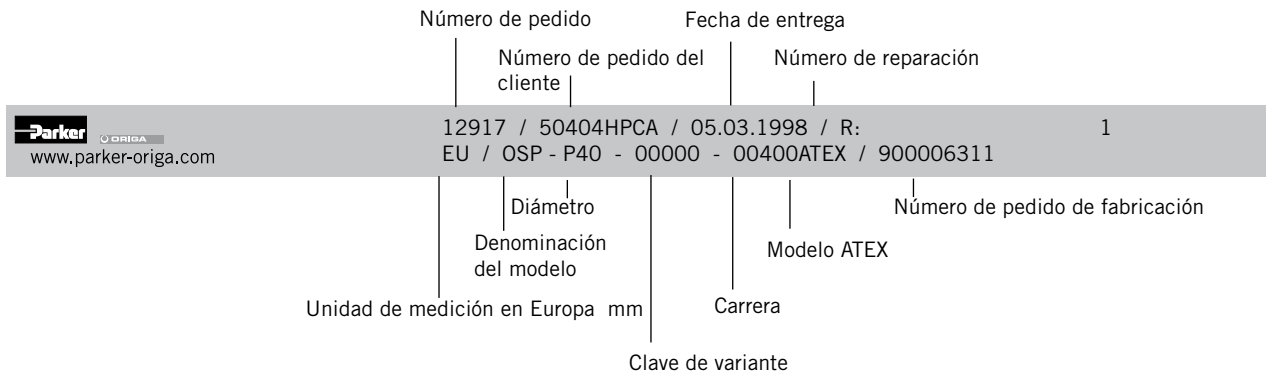 Número de pedido
Fecha de entrega
Número de pedido del
cliente
Número de reparación
Parker
ORIGA
www.parker-origa.com
12917 / 50404HPCA / 05.03.1998 / R: 1
EU / OSP - P40 - 00000 - 00400ATEX / 900006311
Diámetro
Número de pedido de fabricación
Denominación
del modelo
Modelo ATEX
Unidad de medición en Europa mm
Carrera
Clave de variante